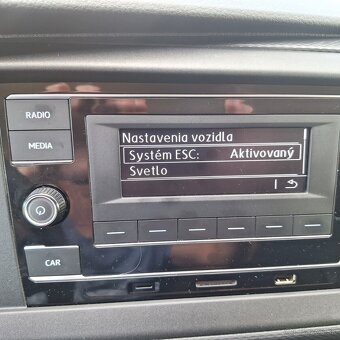 RADIO
MEDIA
CAR
Nastavenia vozidla
Systém ESC: Aktivovaný
Svetlo